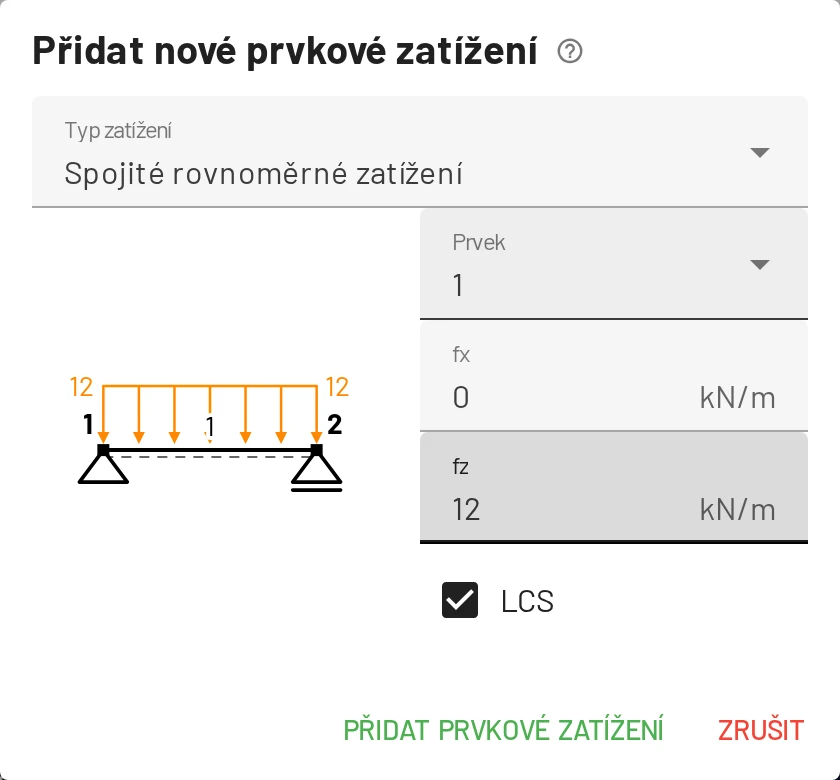 Přidat nové prvkové zatížení
Typ zatížení
Spojité rovnoměrné zatížení
Prvek
1
fx
0 kN/m
fz
12 kN/m
LCS
12 12
1 1 2
PŘIDAT PRVKOVÉ ZATÍŽENÍ ZRUŠIT